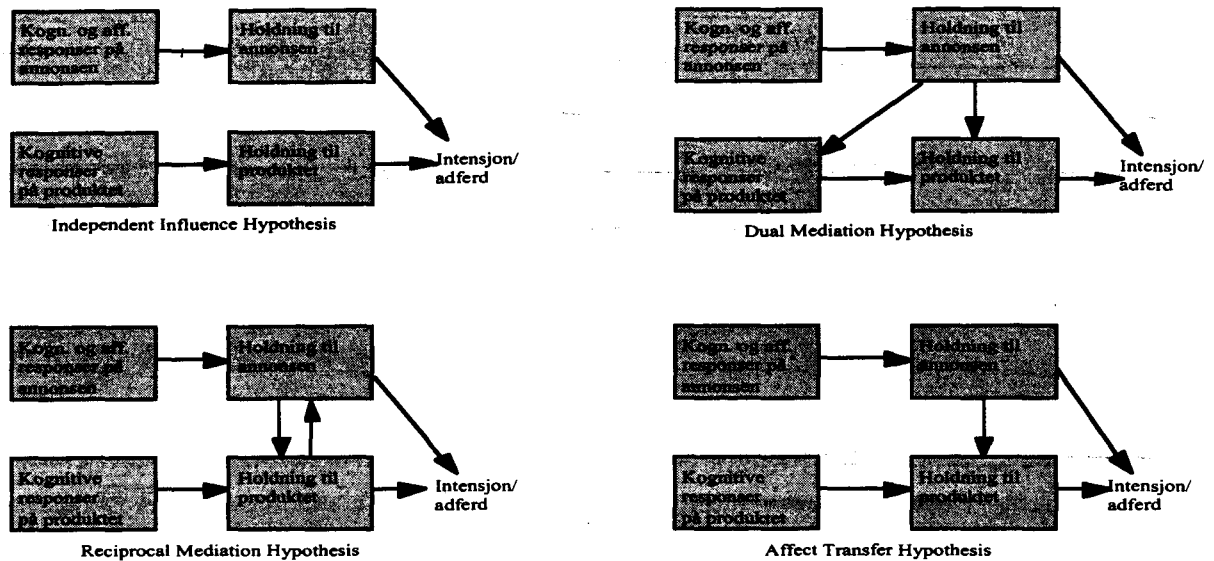 Kogn. og aff.
responser på
annonsen
Holdning til
annonsen
Kognitive
responser
på produktet
Holdning til
produktet
Intensjon/
adferd
Independent Influence Hypothesis
Kogn. og aff.
responser på
annonsen
Holdning til
annonsen
Kognitive
responser
på produktet
Holdning til
produktet
Intensjon/
adferd
Dual Mediation Hypothesis
Kogn. og aff.
responser på
annonsen
Holdning til
annonsen
Kognitive
responser
på produktet
Holdning til
produktet
Intensjon/
adferd
Reciprocal Mediation Hypothesis
Kogn. og aff.
responser på
annonsen
Holdning til
annonsen
Kognitive
responser
på produktet
Holdning til
produktet
Intensjon/
adferd
Affect Transfer Hypothesis